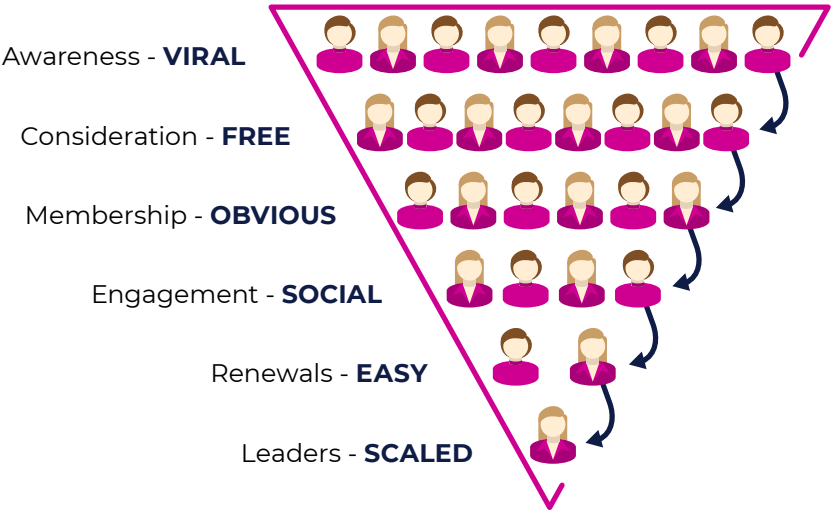 Awareness - VIRAL
Consideration - FREE
Membership - OBVIOUS
Engagement - SOCIAL
Renewals - EASY
Leaders - SCALED